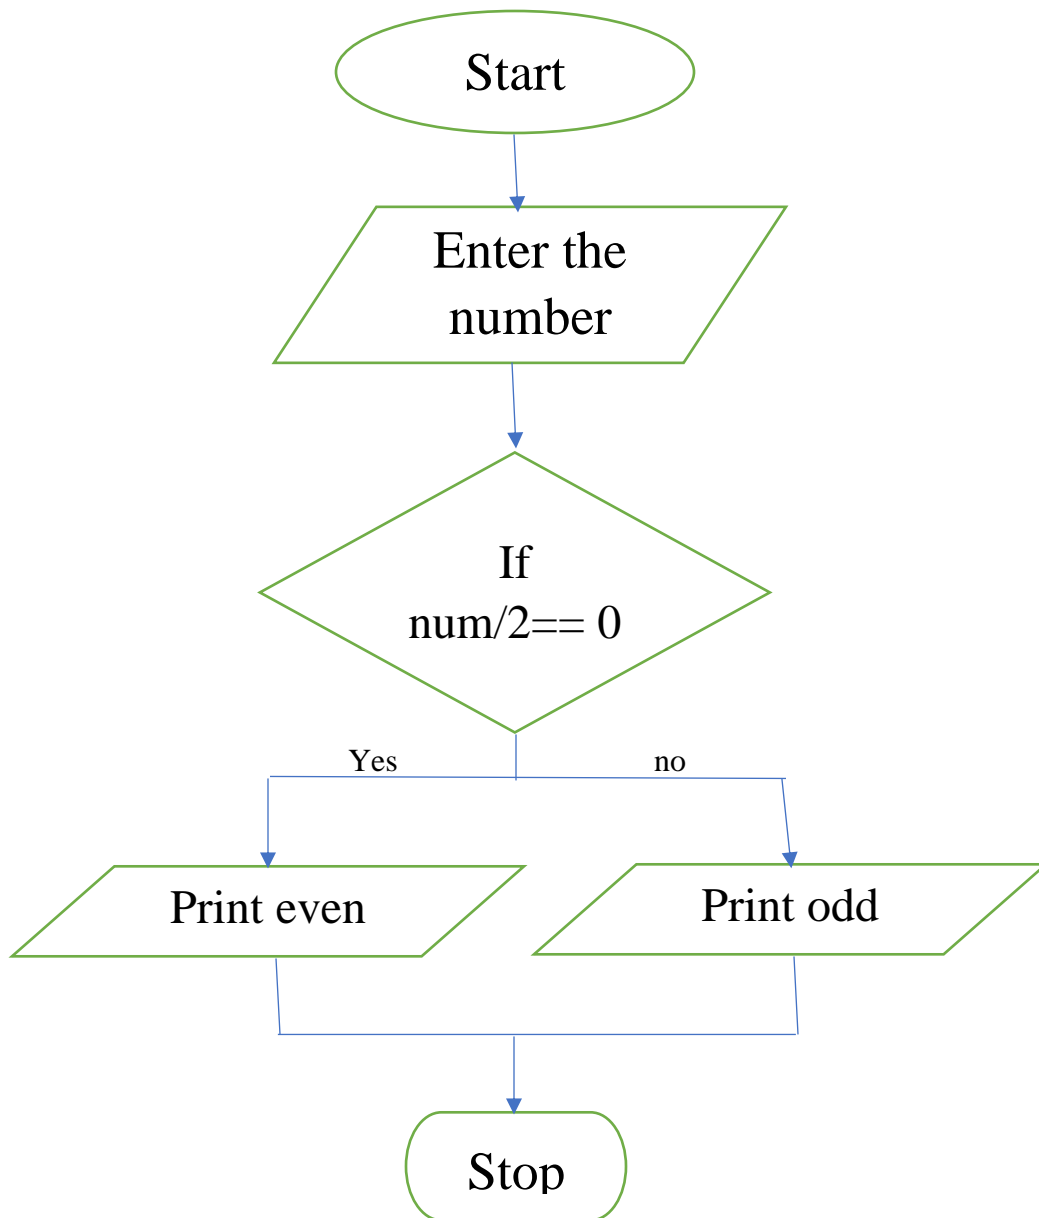 Start
Enter the
number
If
num/2== 0
Yes
no
Print even
Print odd
Stop